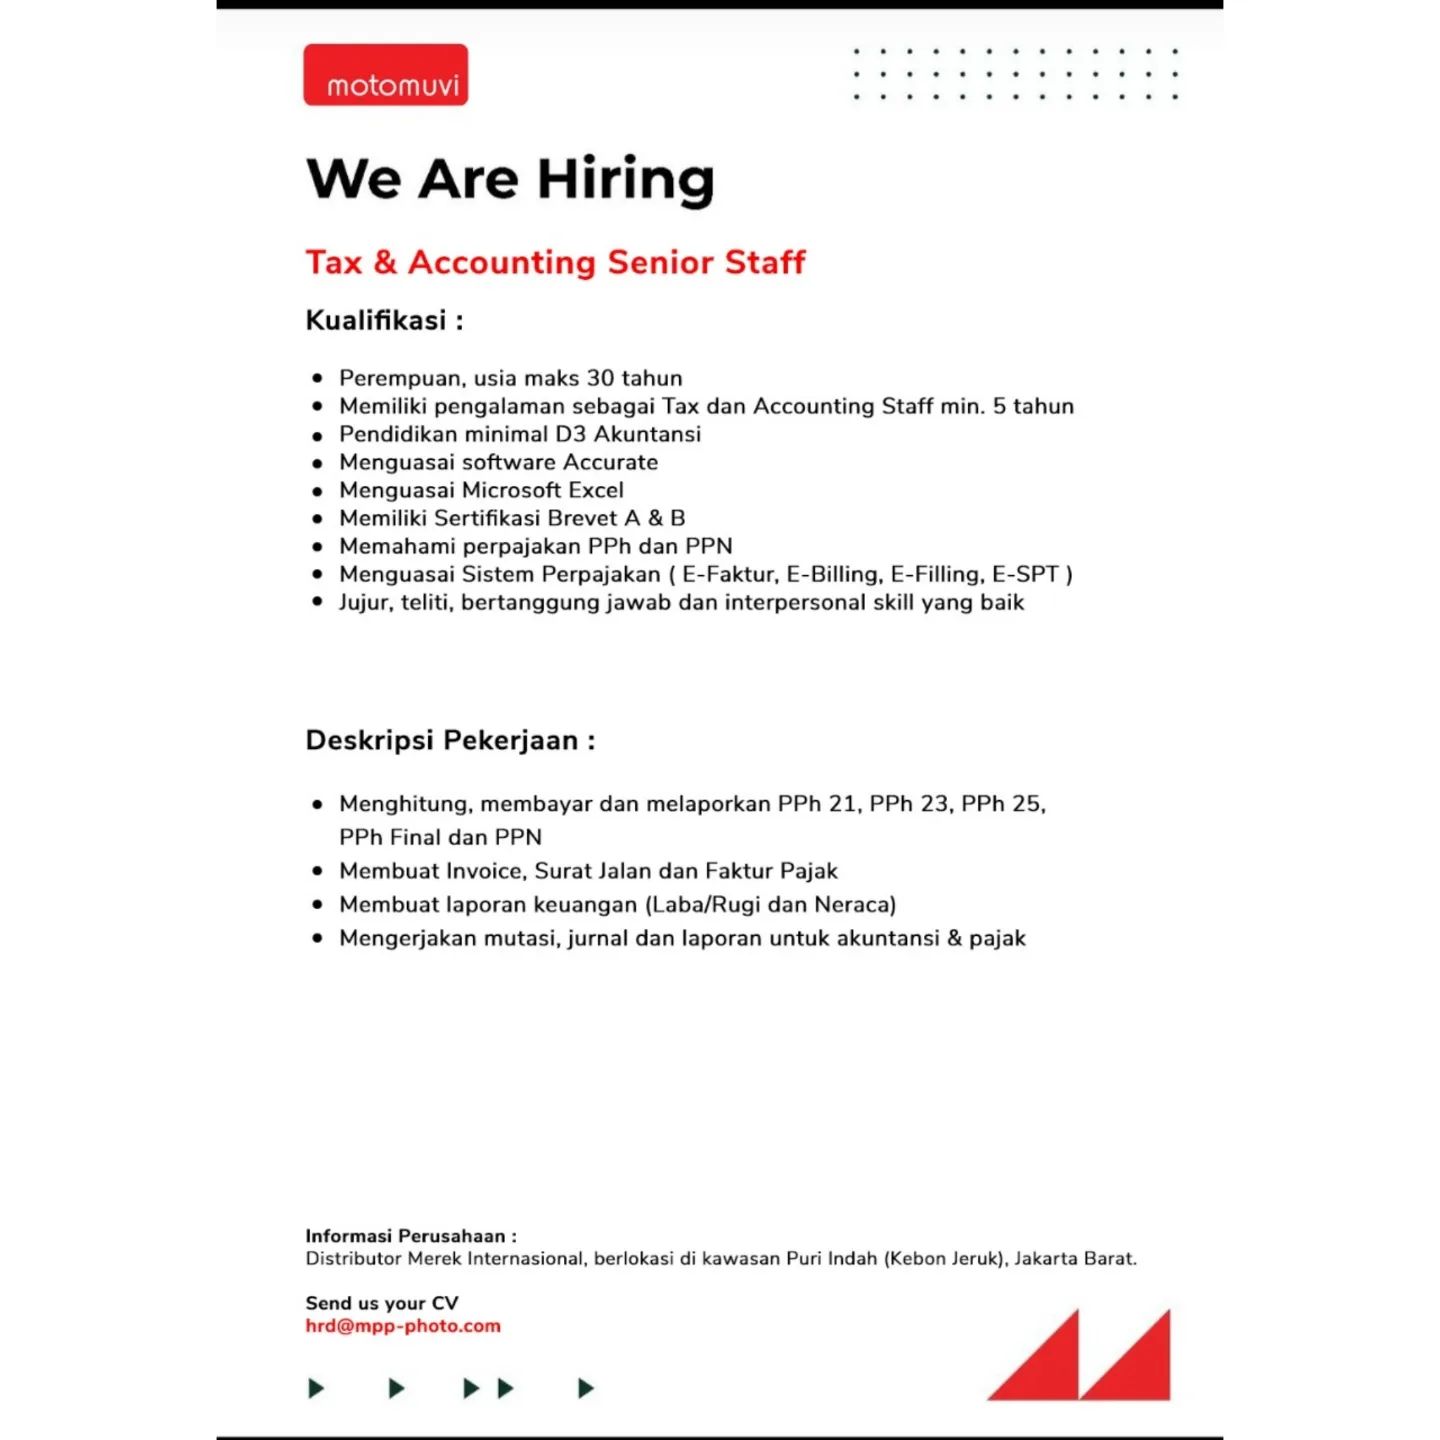 motomuvi
We Are Hiring
Tax & Accounting Senior Staff
Kualifikasi :
• Perempuan, usia maks 30 tahun
• Memiliki pengalaman sebagai Tax dan Accounting Staff min. 5 tahun
• Pendidikan minimal D3 Akuntansi
• Menguasai software Accurate
• Menguasai Microsoft Excel
• Memiliki Sertifikasi Brevet A & B
• Memahami perpajakan PPh dan PPN
• Menguasai Sistem Perpajakan ( E-Faktur, E-Billing, E-Filling, E-SPT )
• Jujur, teliti, bertanggung jawab dan interpersonal skill yang baik
Deskripsi Pekerjaan :
• Menghitung, membayar dan melaporkan PPh 21, PPh 23, PPh 25,
PPh Final dan PPN
• Membuat Invoice, Surat Jalan dan Faktur Pajak
• Membuat laporan keuangan (Laba/Rugi dan Neraca)
• Mengerjakan mutasi, jurnal dan laporan untuk akuntansi & pajak
Informasi Perusahaan :
Distributor Merek Internasional, berlokasi di kawasan Puri Indah (Kebon Jeruk), Jakarta Barat.
Send us your CV
hrd@mpp-photo.com